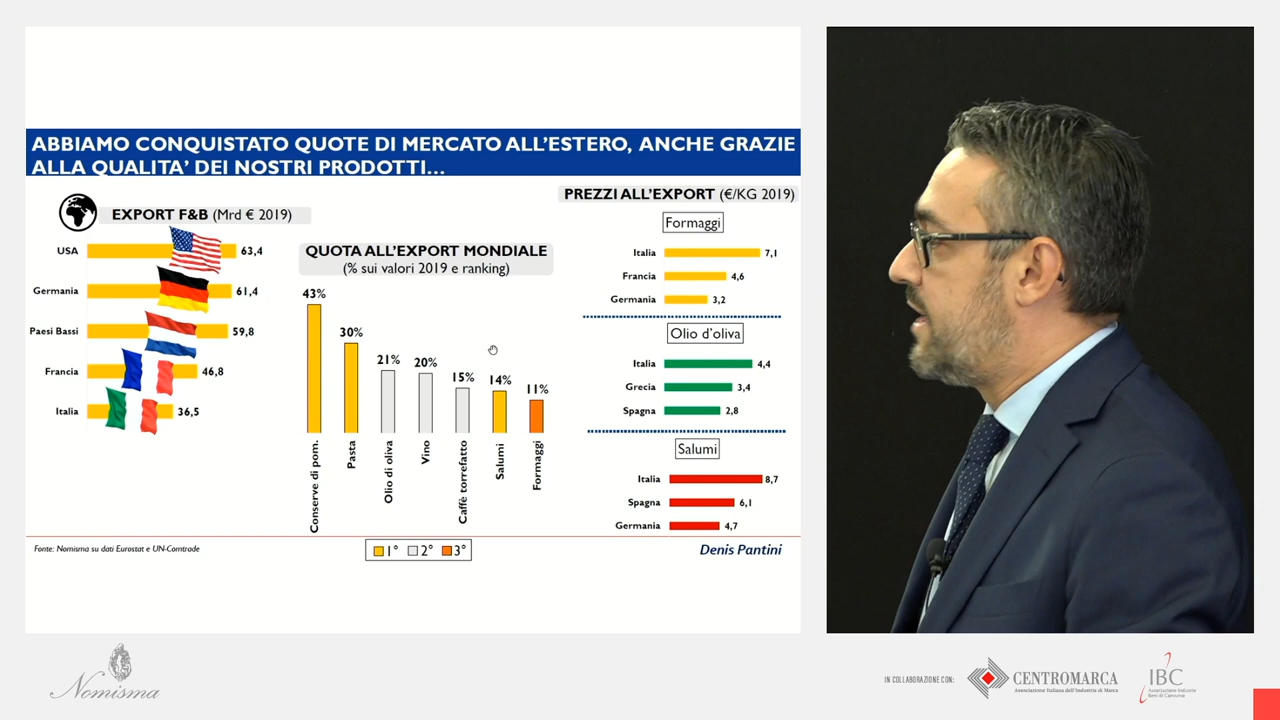 ABBIAMO CONQUISTATO QUOTE DI MERCATO ALL'ESTERO, ANCHE GRAZIE
ALLA QUALITA' DEI NOSTRI PRODOTTI...
EXPORT F&B (Mrd € 2019)
USA 63,4
Germania 61,4
Paesi Bassi 59,8
Francia 46,8
Italia 36,5
QUOTA ALL'EXPORT MONDIALE
(% sui valori 2019 e ranking)
43% 30% 21% 20% 15% 14% 11%
Conserve di pom.
Pasta
Olio di oliva
Vino
Caffè torrefatto
Salumi
Formaggi
1° 2° 3°
PREZZI ALL'EXPORT (€/KG 2019)
Formaggi
Italia 7,1
Francia 4,6
Germania 3,2
Olio d'oliva
Italia 4,4
Grecia 3,4
Spagna 2,8
Salumi
Italia 8,7
Spagna 6,1
Germania 4,7
Fonte: Nomisma su dati Eurostat e UN-Comtrade
Denis Pantini
Nomisma
IN COLLABORAZIONE CON:
CENTROMARCA
Associazione Italiana dell'Industria di Marca
IBC
Associazione Industrie
Beni di Consumo